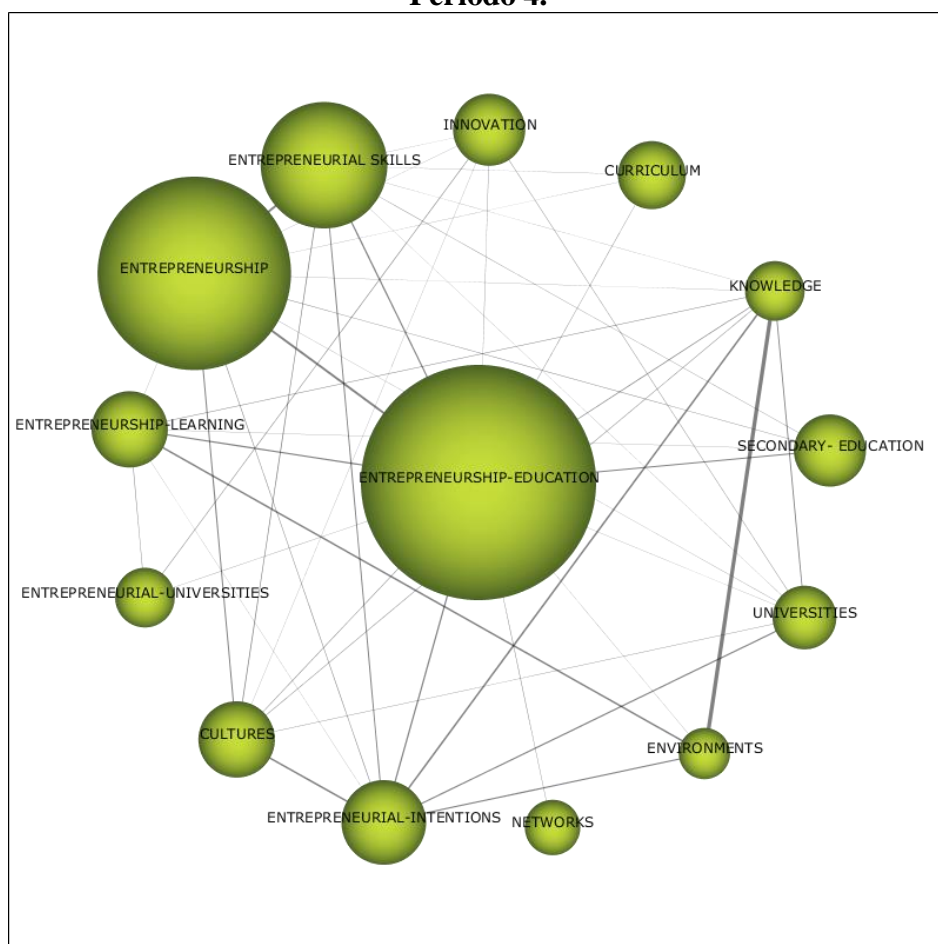 Periodo 4.
INNOVATION
ENTREPRENEURIAL SKILLS
CURRICULUM
ENTREPRENEURSHIP
KNOWLEDGE
ENTREPRENEURSHIP-LEARNING
SECONDARY- EDUCATION
ENTREPRENEURSHIP-EDUCATION
ENTREPRENEURIAL-UNIVERSITIES
UNIVERSITIES
CULTURES
ENVIRONMENTS
ENTREPRENEURIAL-INTENTIONS
NETWORKS